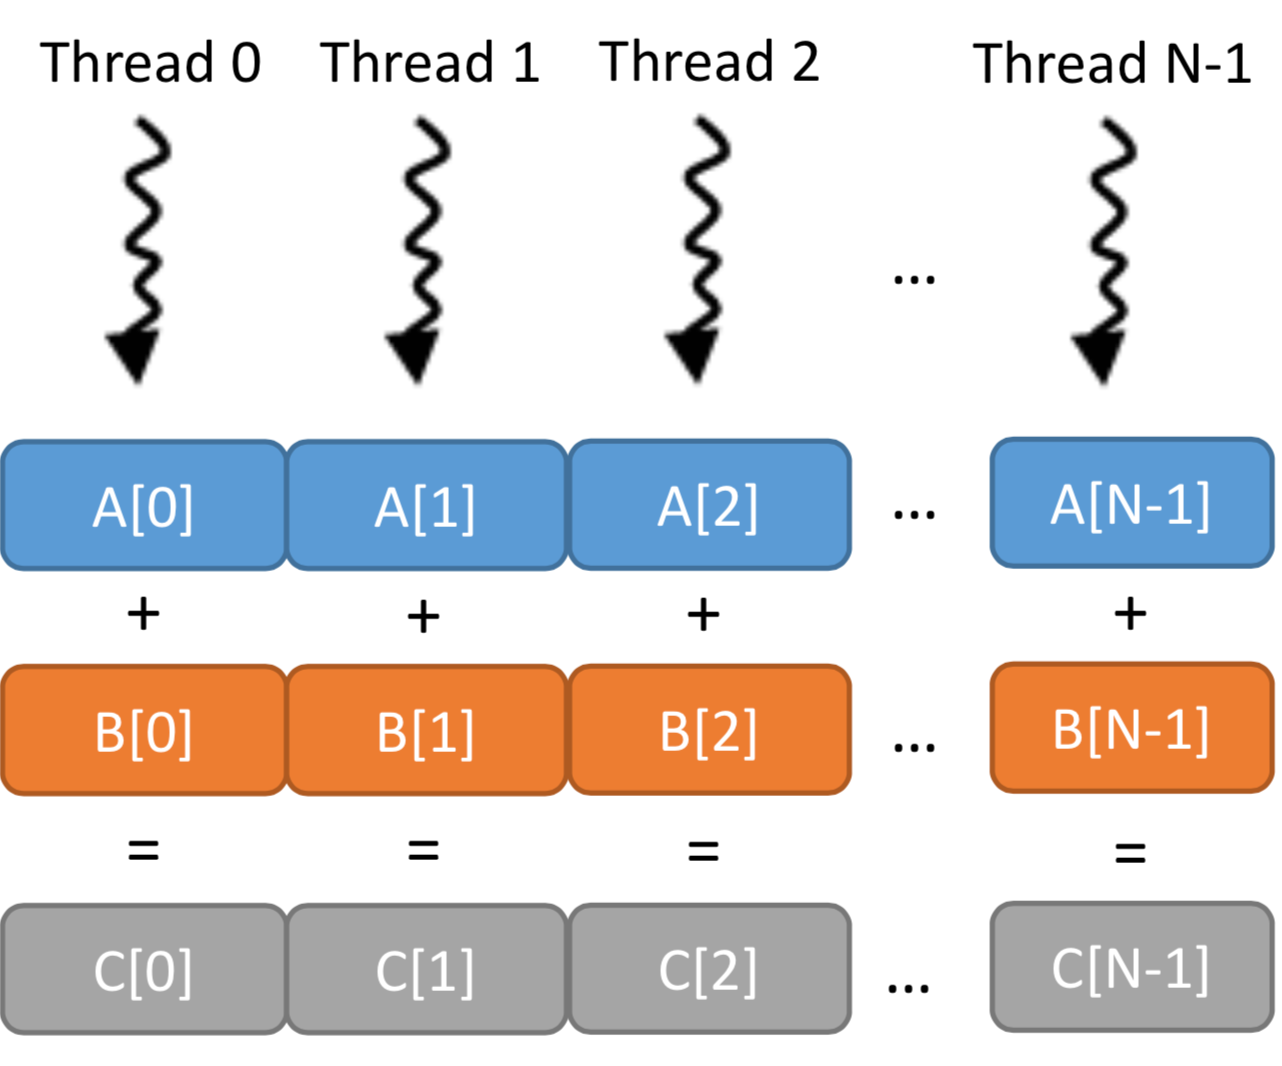 Thread 0 Thread 1 Thread 2 Thread N-1
...
A[0] A[1] A[2] ... A[N-1]
+ + + +
B[0] B[1] B[2] ... B[N-1]
= = = =
C[0] C[1] C[2] ... C[N-1]